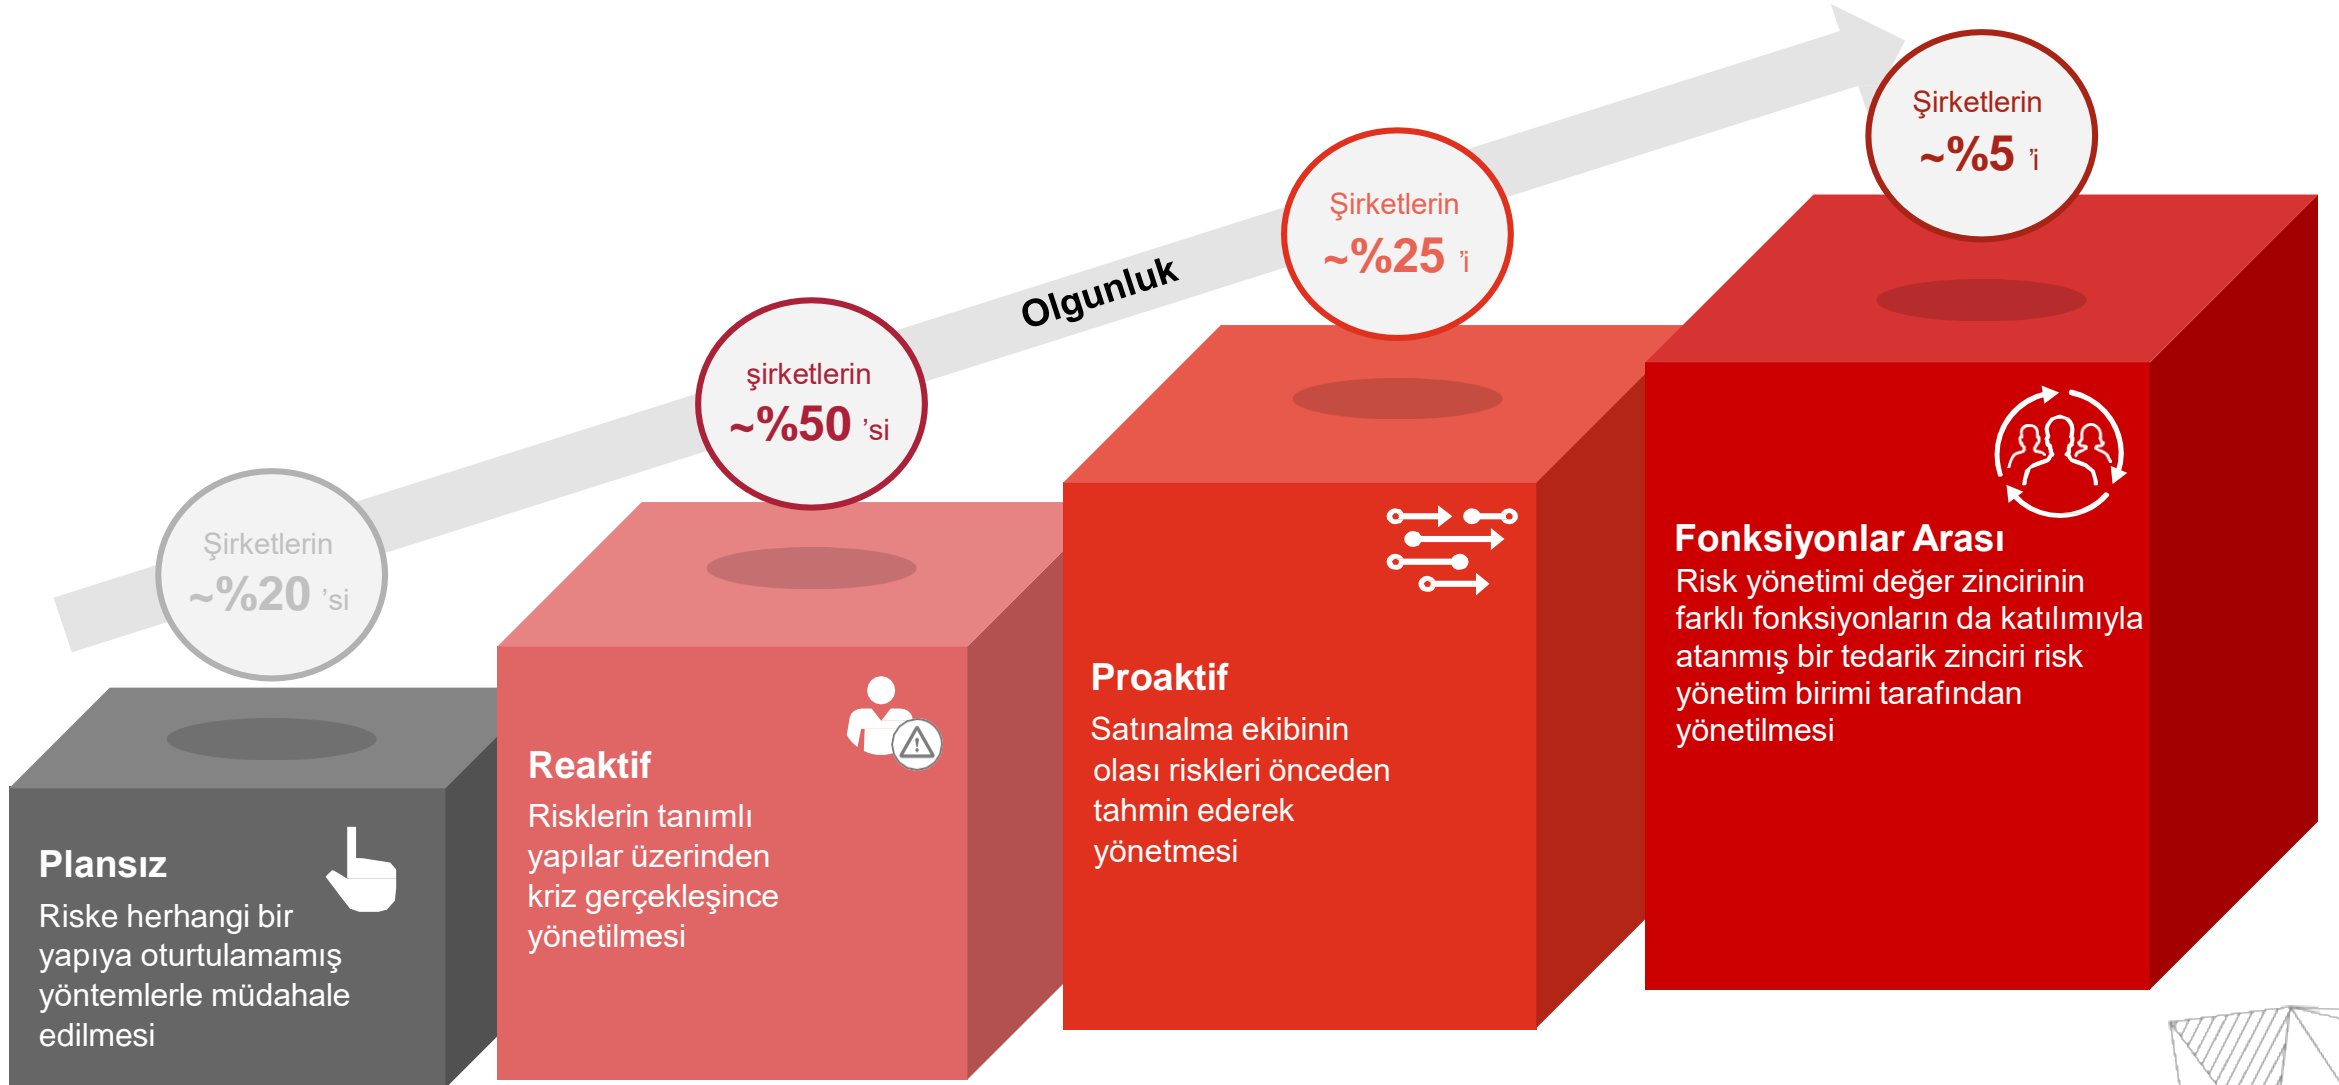 Şirketlerin
~%20 'si
Plansız
Riske herhangi bir
yapıya oturtulamamış
yöntemlerle müdahale
edilmesi
şirketlerin
~%50 'si
Reaktif
Risklerin tanımlı
yapılar üzerinden
kriz gerçekleşince
yönetilmesi
Olgunluk
Şirketlerin
~%25 'i
Proaktif
Satınalma ekibinin
olası riskleri önceden
tahmin ederek
yönetmesi
Şirketlerin
~%5 'i
Fonksiyonlar Arası
Risk yönetimi değer zincirinin
farklı fonksiyonların da katılımıyla
atanmış bir tedarik zinciri risk
yönetim birimi tarafından
yönetilmesi